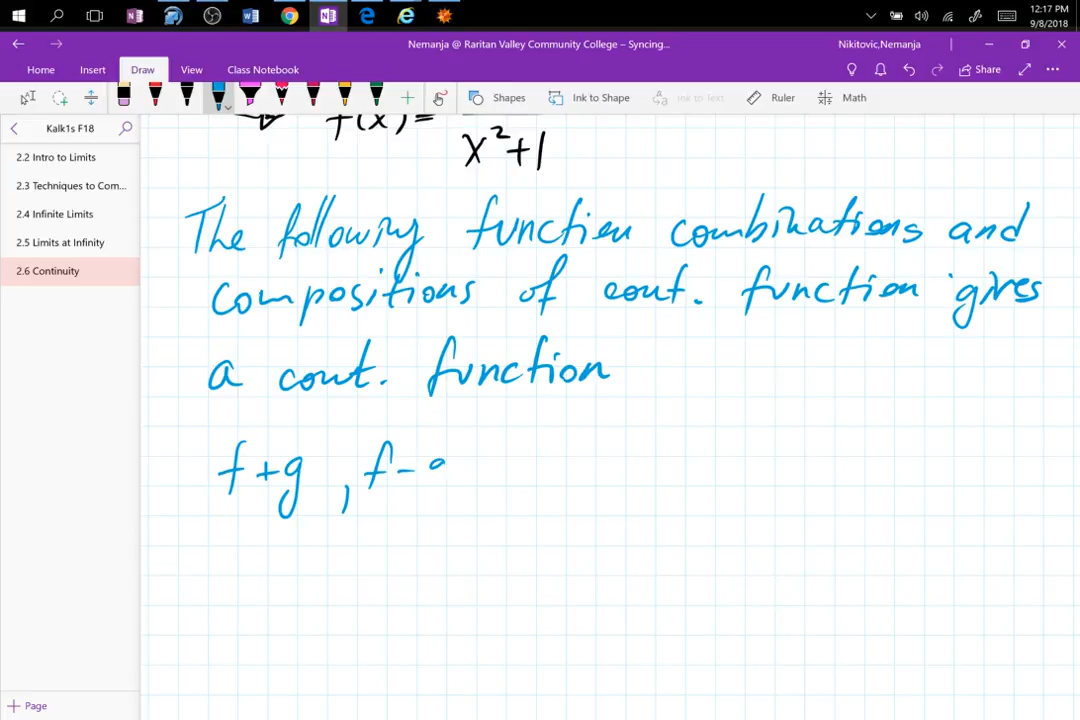 12:17 PM
9/8/2018
Nemanja @ Raritan Valley Community College – Syncing...
Nikitovic,Nemanja
Home Insert Draw View Class Notebook
Share
Shapes Ink to Shape Ink to Text Ruler Math
Kalk1s F18
2.2 Intro to Limits
2.3 Techniques to Com...
2.4 Infinite Limits
2.5 Limits at Infinity
2.6 Continuity
Page
f(x) =
x²+1
The following function combinations and
compositions of cont. function gives
a cont. function
f+g , f-